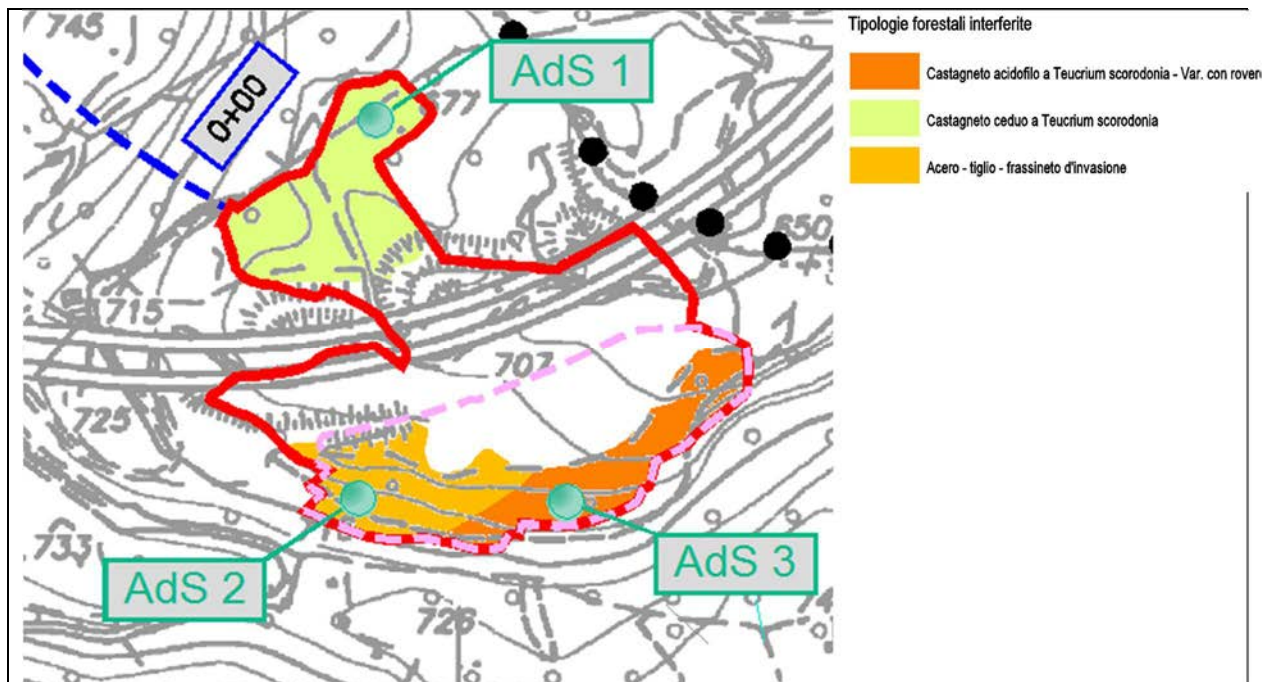 745
AdS 1
0+00
677
650
715
707
725
AdS 2
AdS 3
733
726
Tipologie forestali interferite
Castagneto acidofilo a Teucrium scorodonia - Var. con rovere
Castagneto ceduo a Teucrium scorodonia
Acero - tiglio - frassineto d'invasione